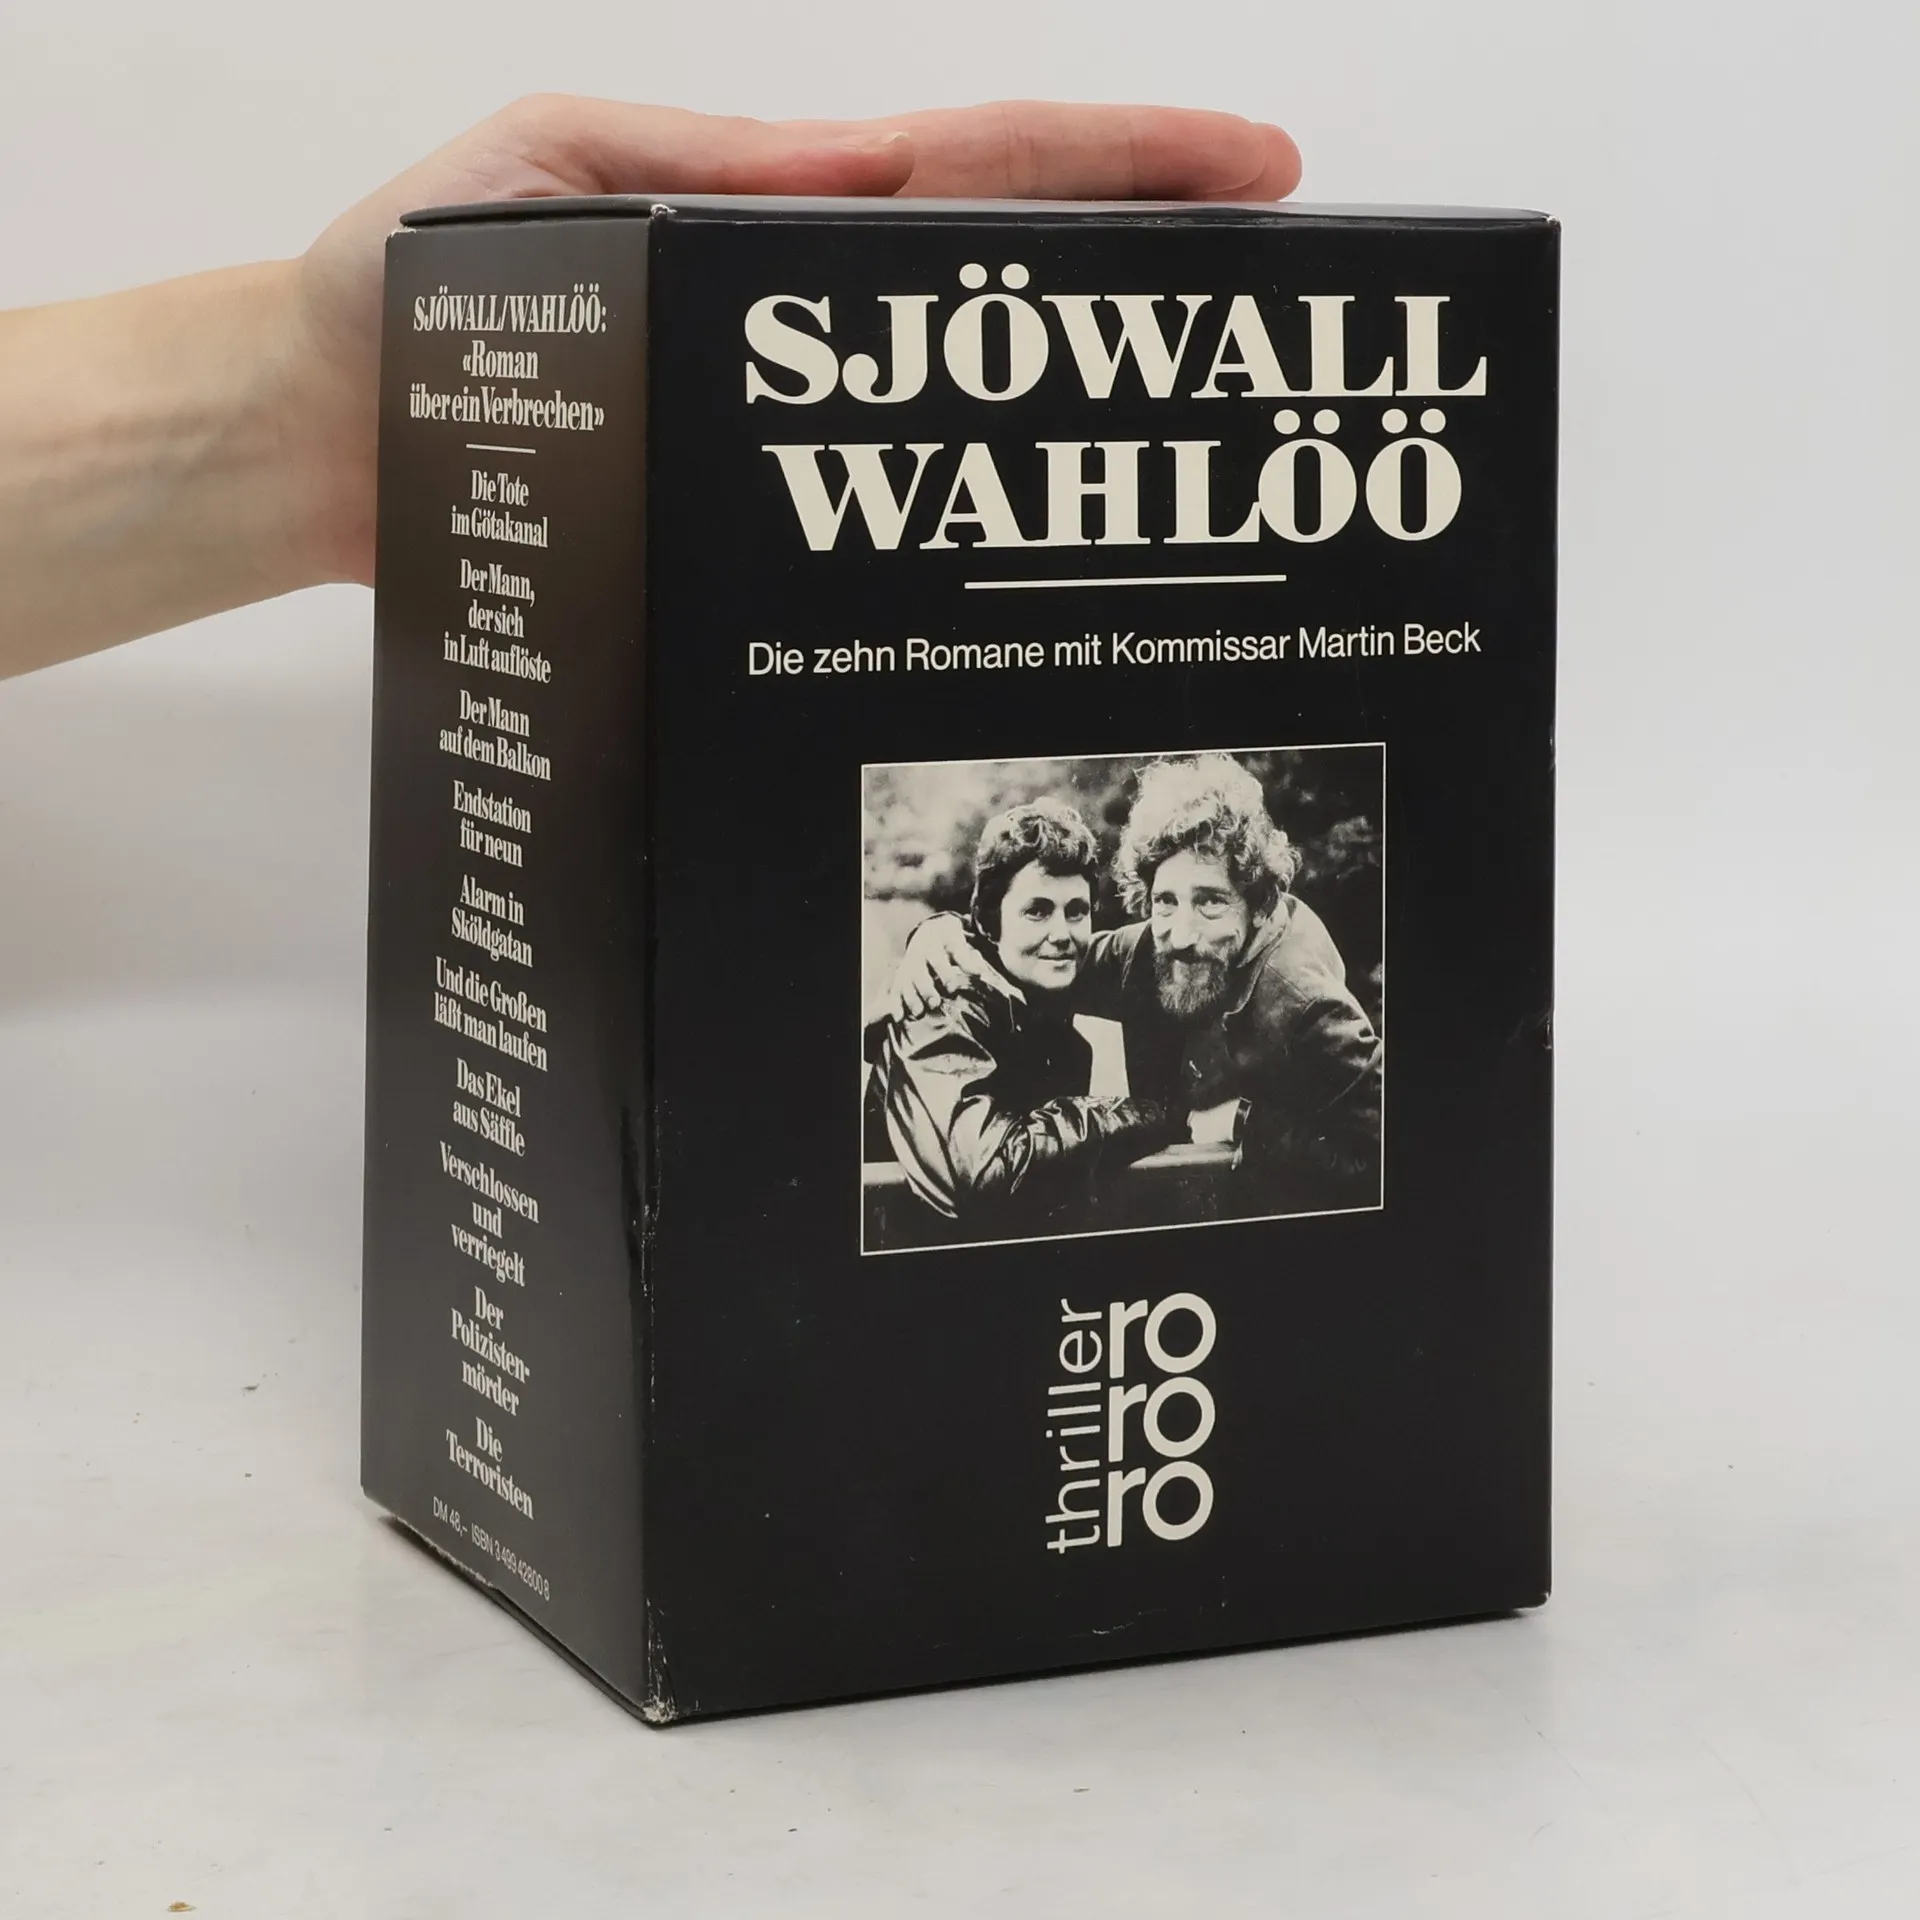 SJÖWALL/WAHLÖÖ:
«Roman
über ein Verbrechen»
Die Tote
im Götakanal
Der Mann,
der sich
in Luft auflöste
Der Mann
auf dem Balkon
Endstation
für neun
Alarm in
Sköldgatan
Und die Großen
läßt man laufen
Das Ekel
aus Säffle
Verschlossen
und
verriegelt
Der
Polizisten-
mörder
Die
Terroristen
DM 48,- ISBN 3 499 42800 8
SJÖWALL
WAHLÖÖ
Die zehn Romane mit Kommissar Martin Beck
thriller
ro
ro
ro